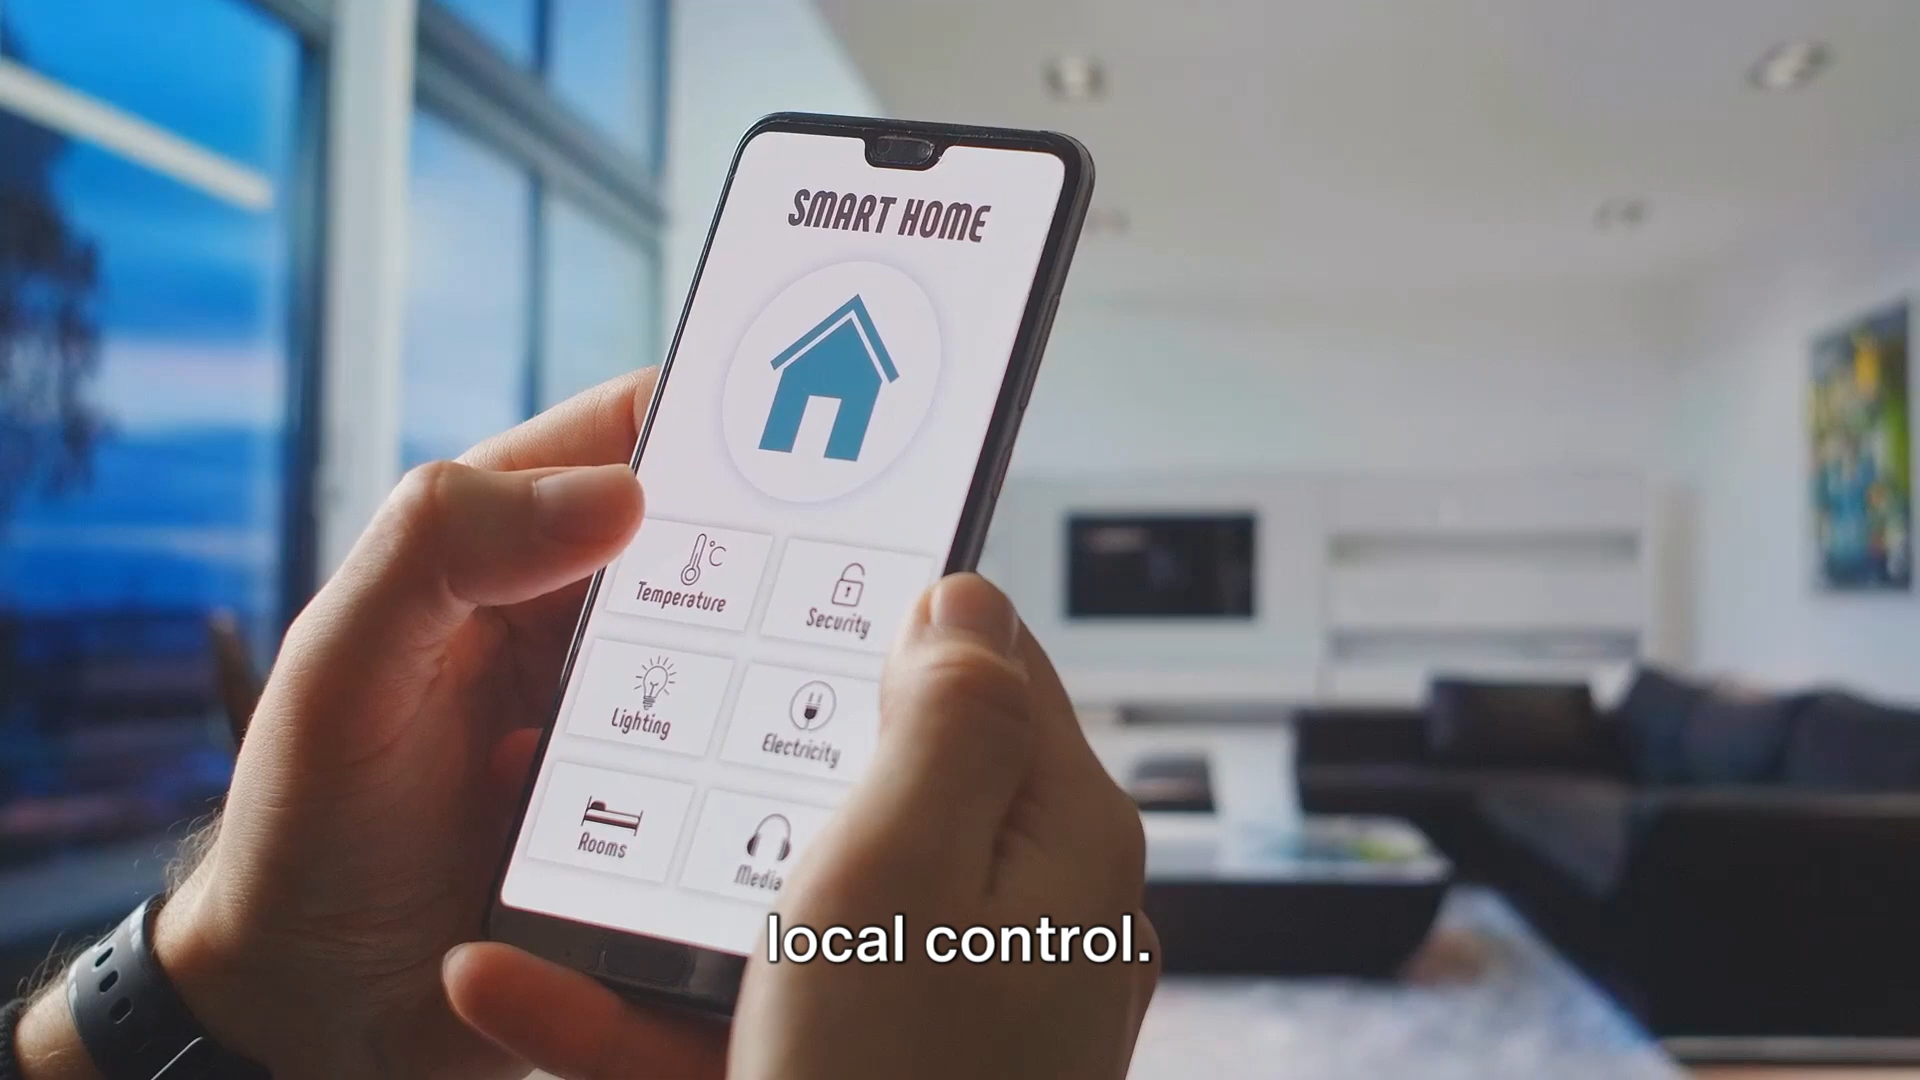 SMART HOME
°C
Temperature
Security
Lighting
Electricity
Rooms
Media
local control.